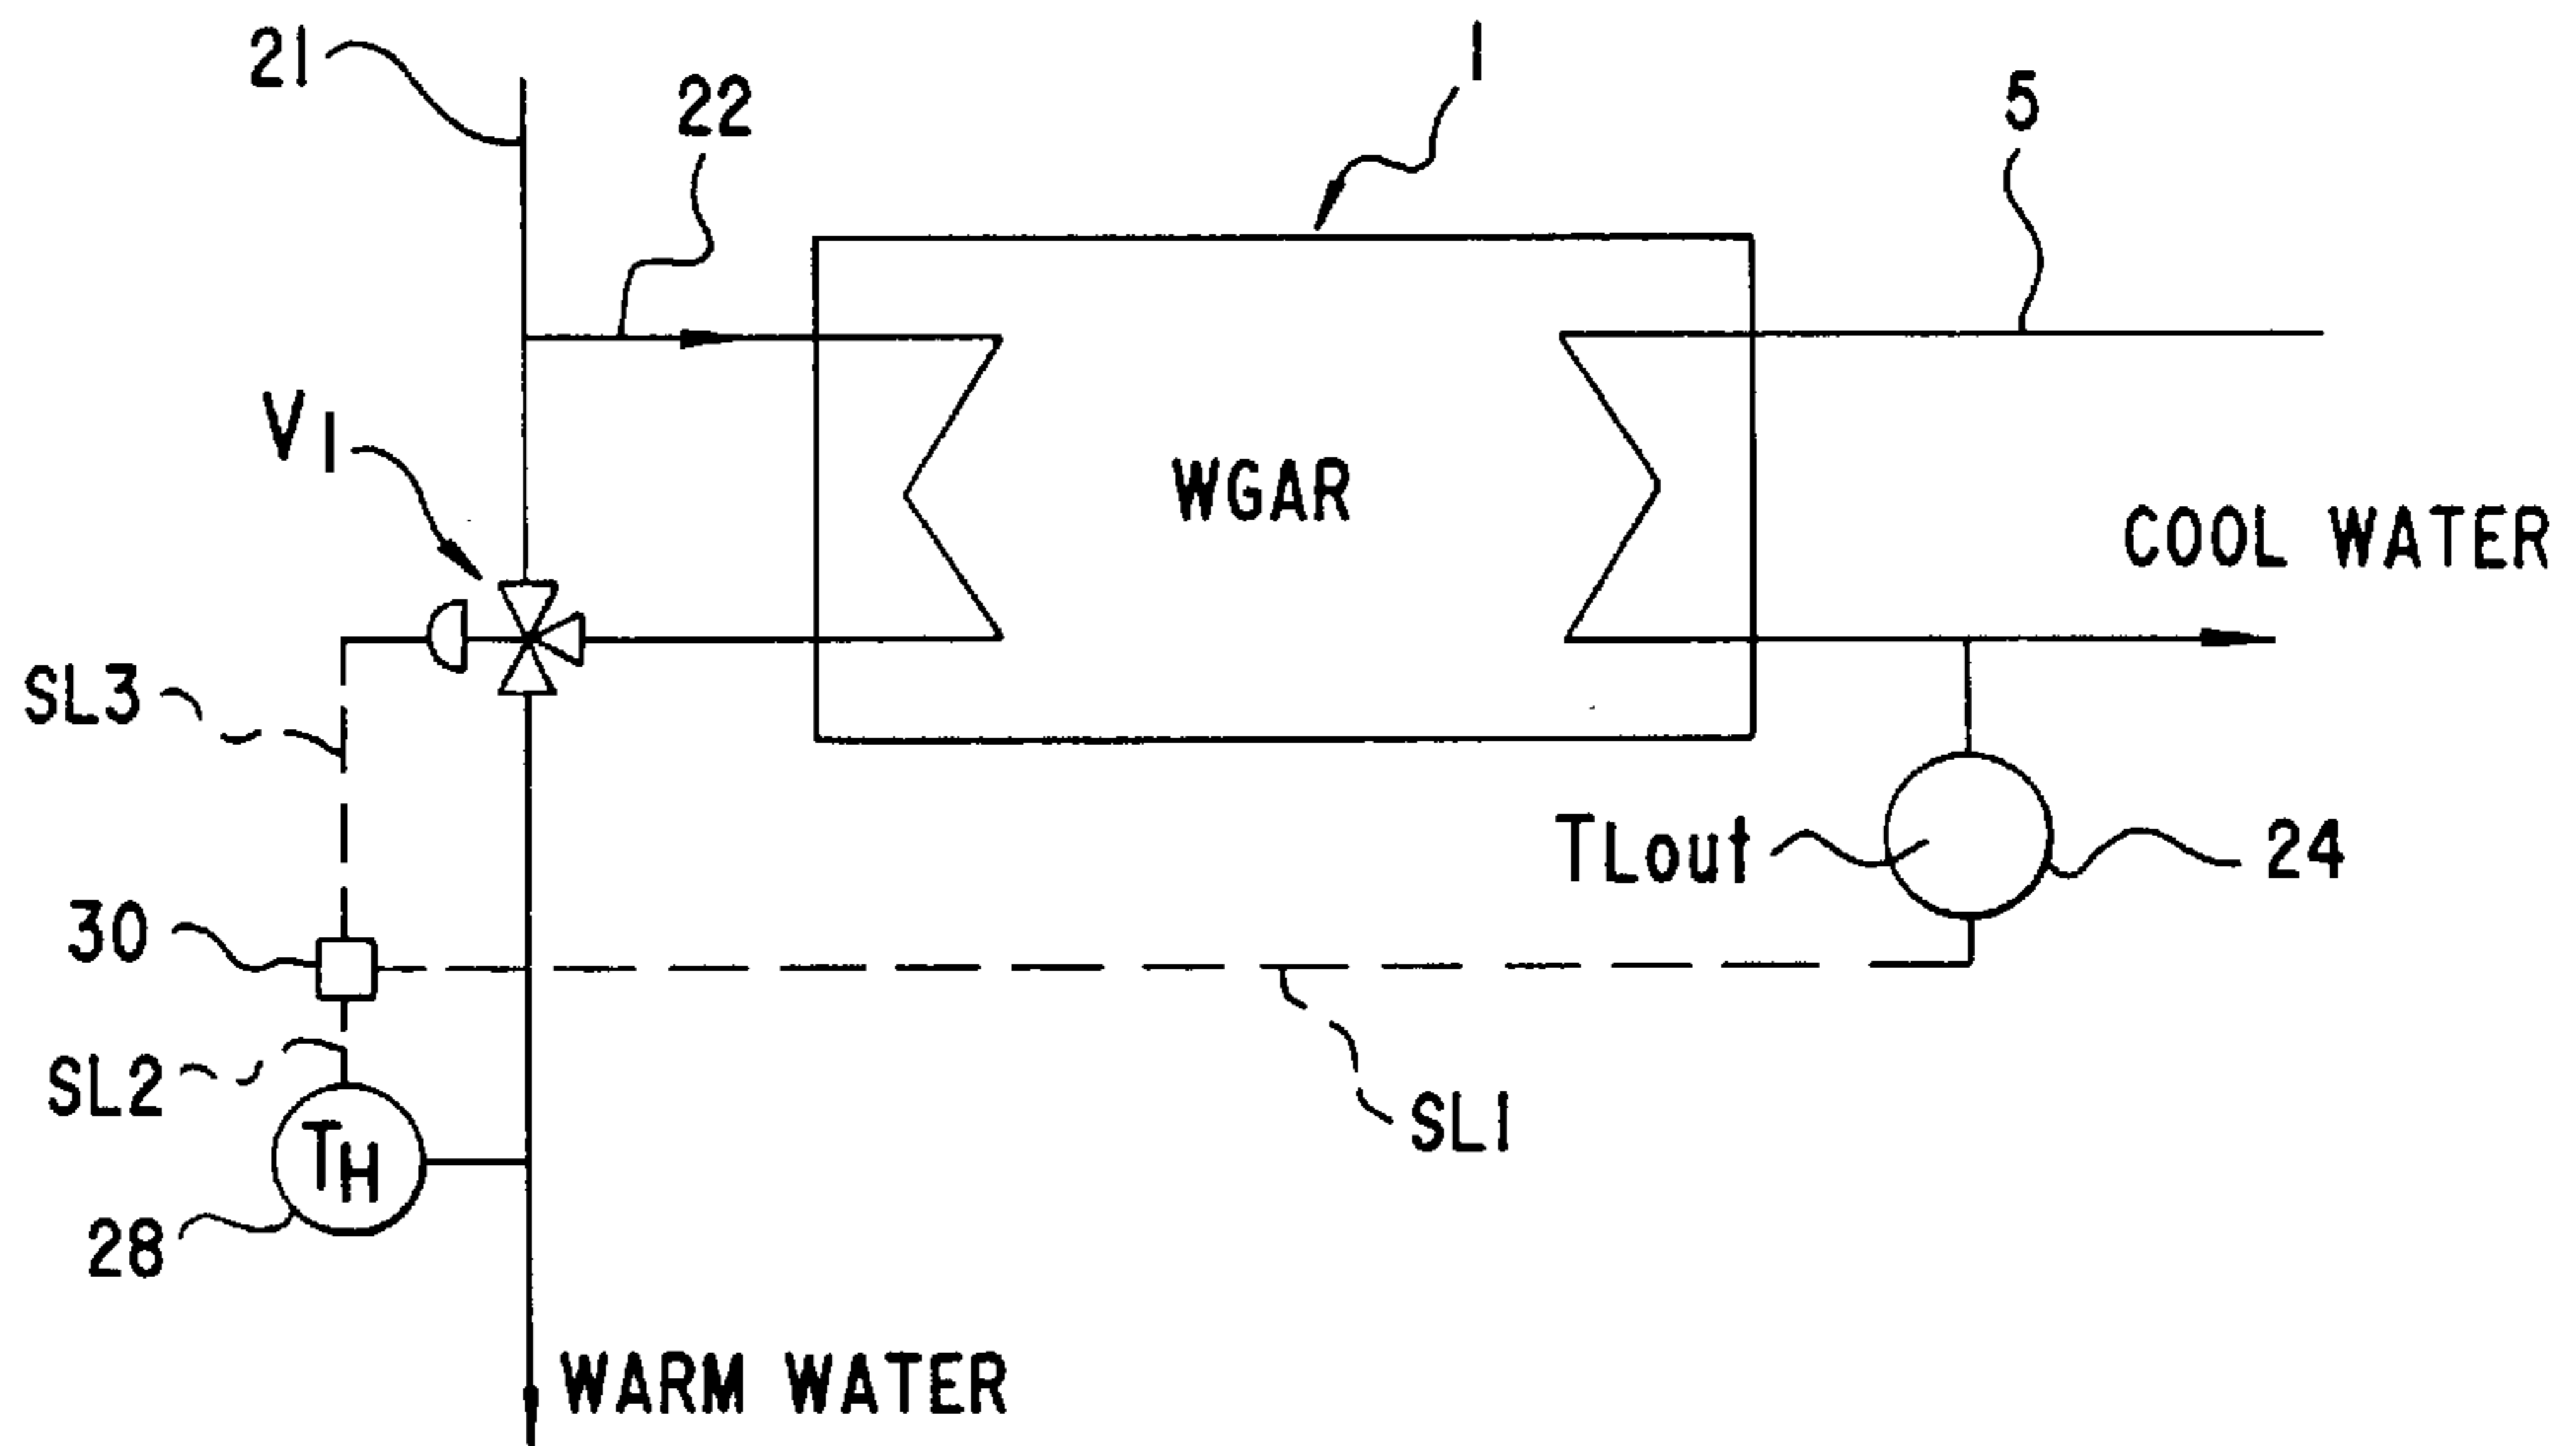 21
22
1
5
V1
WGAR
COOL WATER
SL3
TLout
24
30
SL2
SL1
TH
28
WARM WATER